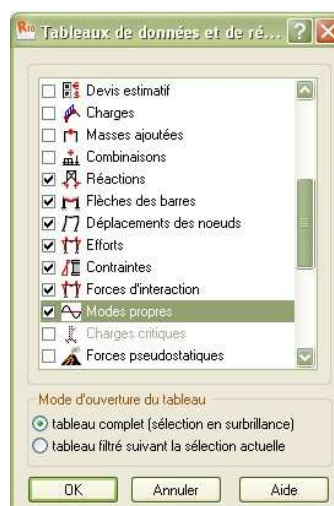 Tableaux de données et de ré...
Devis estimatif
Charges
Masses ajoutées
Combinaisons
Réactions
Flèches des barres
Déplacements des noeuds
Efforts
Contraintes
Forces d'interaction
Modes propres
Charges critiques
Forces pseudostatiques
Mode d'ouverture du tableau
tableau complet (sélection en surbrillance)
tableau filtré suivant la sélection actuelle
OK Annuler Aide